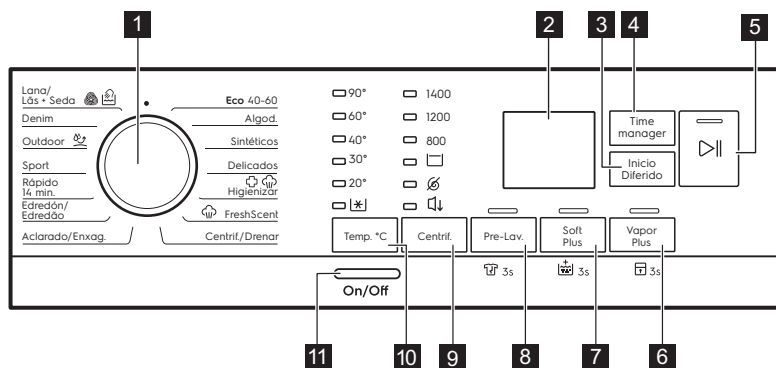 1
2
3
4
5
Lana/
Lãs + Seda
Denim
Outdoor
Sport
Rápido
14 min.
Edredón/
Edredão
Aclarado/Enxag.
Eco 40-60
Algod.
Sintéticos
Delicados
Higienizar
FreshScent
Centrif./Drenar
90°
60°
40°
30°
20°
1400
1200
800
Time
manager
Inicio
Diferido
Temp. °C
Centrif.
Pre-Lav.
Soft
Plus
Vapor
Plus
3s
3s
3s
On/Off
11
10
9
8
7
6